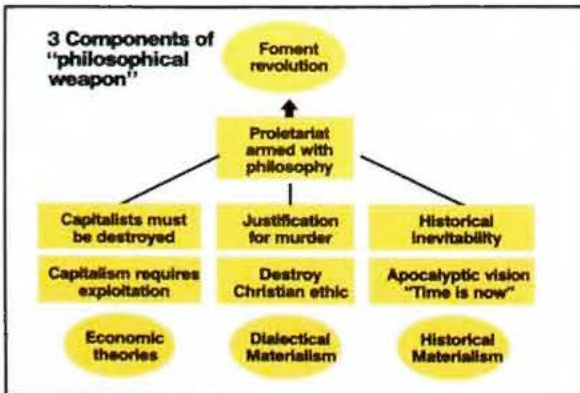 3 Components of
"philosophical
weapon"
Foment
revolution
Proletariat
armed with
philosophy
Capitalists must
be destroyed
Justification
for murder
Historical
Inevitability
Capitalism requires
exploitation
Destroy
Christian ethic
Apocalyptic vision
"Time is now"
Economic
theories
Dialectical
Materialism
Historical
Materialism